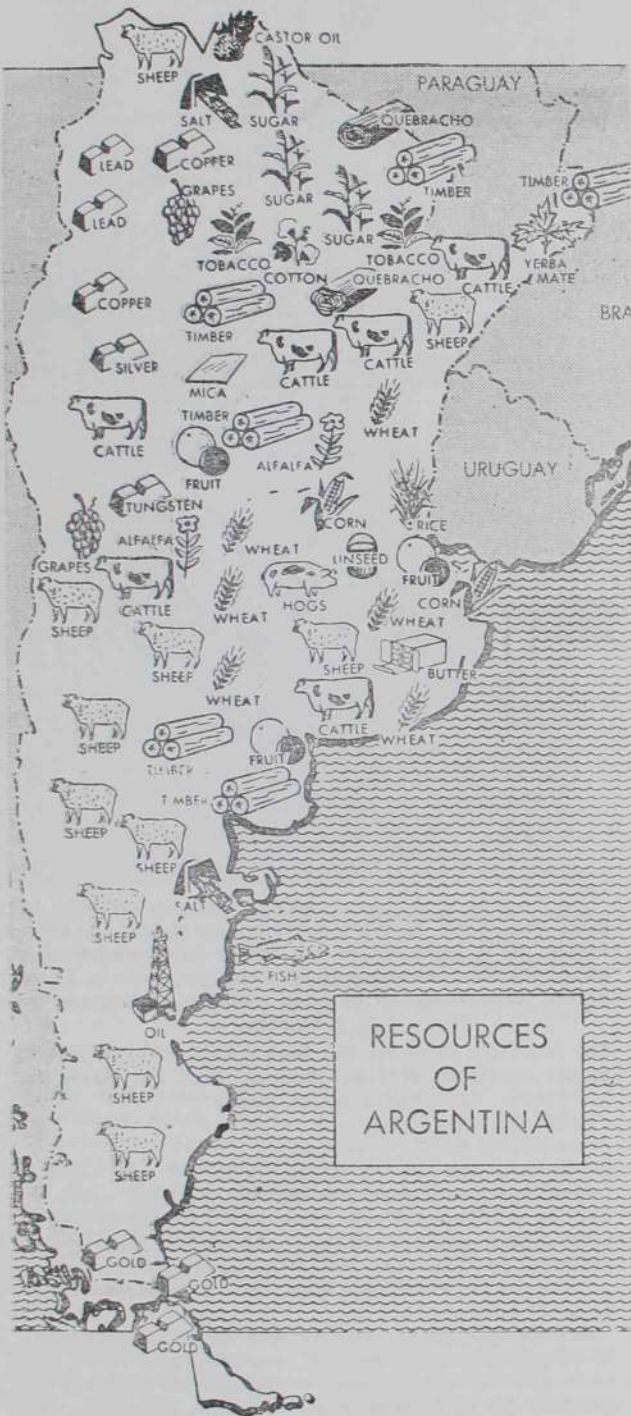 CASTOR OIL
SHEEP
PARAGUAY
SALT
SUGAR
QUEBRACHO
LEAD
COPPER
TIMBER
GRAPES
TIMBER
LEAD
SUGAR
SUGAR
TOBACCO
TOBACCO
YERBA
MATE
COTTON
QUEBRACHO
CATTLE
COPPER
TIMBER
SHEEP
BRA
CATTLE
CATTLE
SILVER
MICA
TIMBER
WHEAT
CATTLE
ALFALFA
URUGUAY
FRUIT
TUNGSTEN
CORN
RICE
ALFALFA
WHEAT
LINSEED
GRAPES
FRUIT
CATTLE
WHEAT
HOGS
CORN
SHEEP
WHEAT
SHEEP
SHEEP
BUTTER
WHEAT
CATTLE
SHEEP
WHEAT
FRUIT
TIMBER
TIMBER
SHEEP
SHEEP
SALT
SHEEP
FISH
OIL
RESOURCES
OF
ARGENTINA
SHEEP
SHEEP
GOLD
GOLD
GOLD